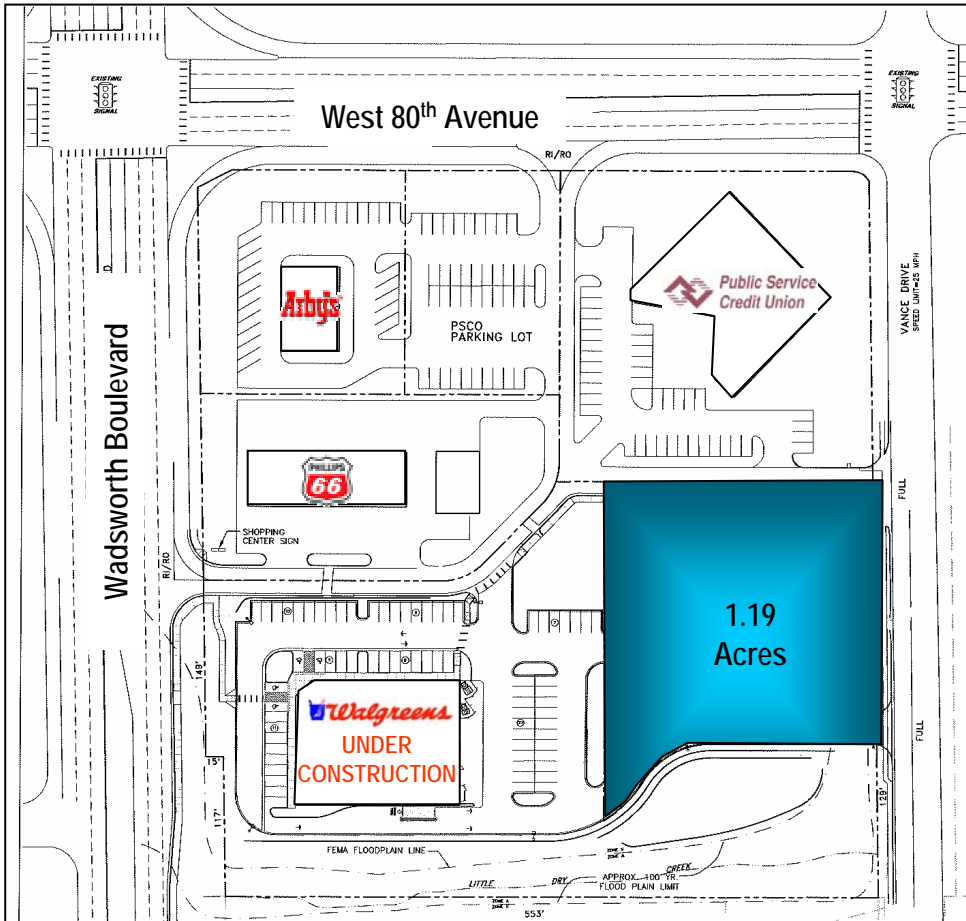 EXISTING
SIGNAL
EXISTING
SIGNAL
West 80th Avenue
RI/RO
Arby's
PSCO
PARKING LOT
Public Service
Credit Union
VANCE DRIVE
SPEED LIMIT=25 MPH
Wadsworth Boulevard
PHILLIPS
66
SHOPPING
CENTER SIGN
RI/RO
FULL
1.19
Acres
149'
Walgreens
UNDER
CONSTRUCTION
FULL
15'
117'
129'
FEMA FLOODPLAIN LINE
ZONE X
ZONE A
LITTLE DRY CREEK
APPROX. 100 YR.
FLOOD PLAIN LIMIT
ZONE A
553'